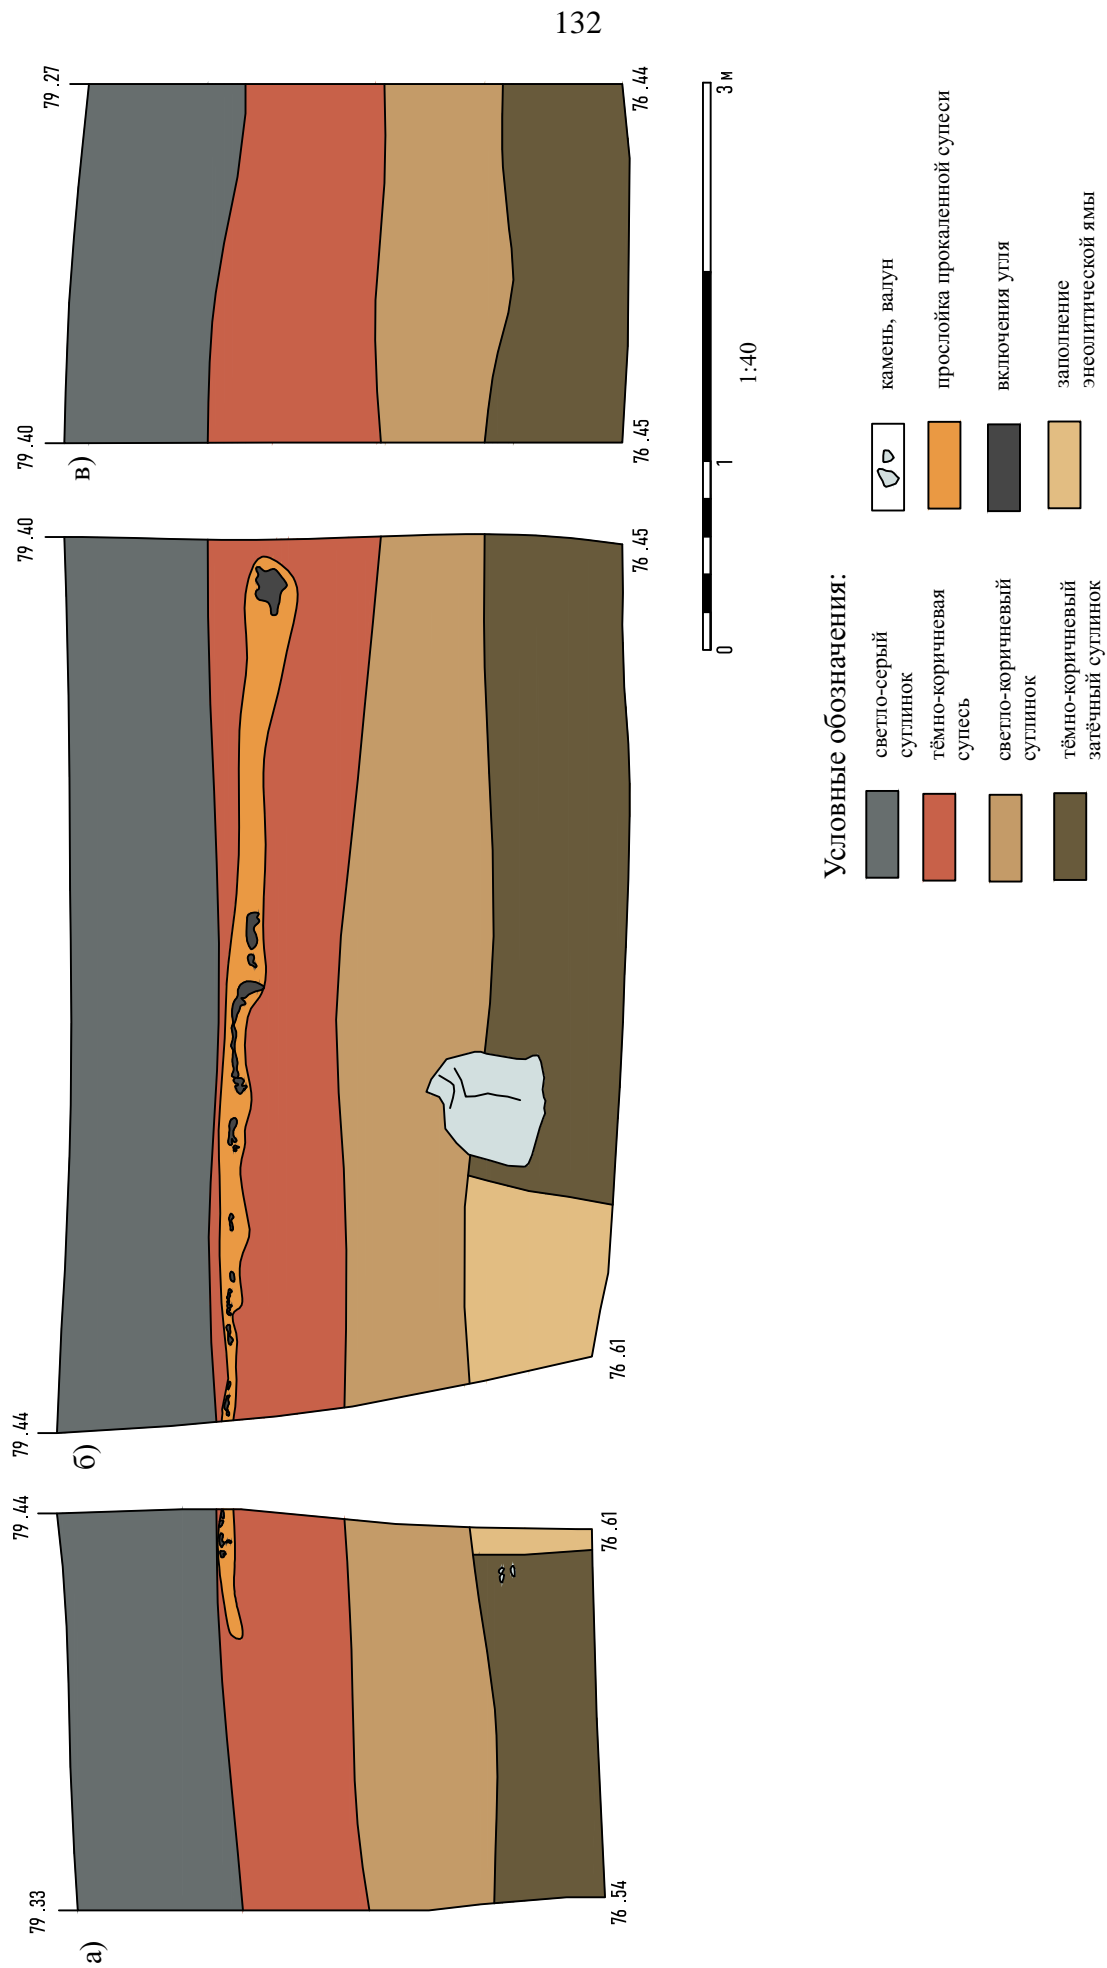 132
а)
79.33
79.44
76.54
76.61
б)
79.44
79.40
76.61
76.45
в)
79.40
79.27
76.45
76.44
0
1
3 м
1:40
Условные обозначения:
светло-серый
суглинок
тёмно-коричневая
супесь
светло-коричневый
суглинок
тёмно-коричневый
затёчный суглинок
камень, валун
прослойка прокаленной супеси
включения угля
заполнение
энеолитической ямы